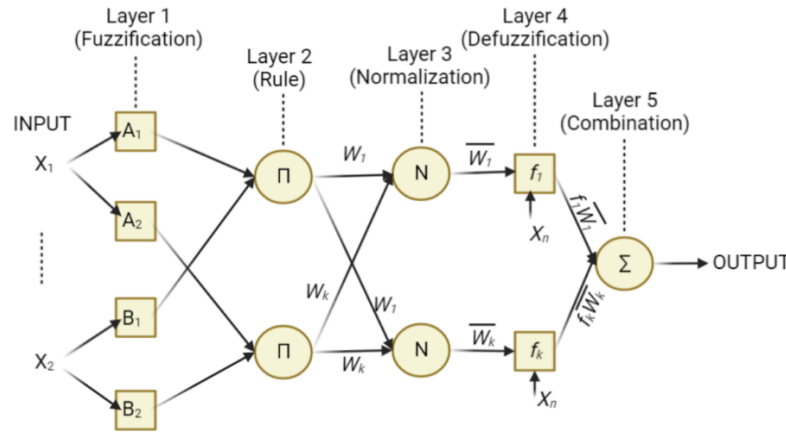 Layer 1
(Fuzzification)
Layer 2
(Rule)
Layer 3
(Normalization)
Layer 4
(Defuzzification)
Layer 5
(Combination)
INPUT
X₁
X₂
A₁
A₂
B₁
B₂
Π
Π
W₁
Wₖ
W₁
Wₖ
N
N
W̅₁
W̅ₖ
f₁
Xₙ
fₖ
Xₙ
f₁W̅₁
f̅ₖW̅ₖ
Σ
OUTPUT